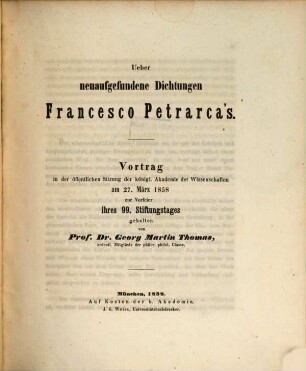 Ueber
neuaufgefundene Dichtungen
Francesco Petrarca's.
Vortrag
in der öffentlichen Sitzung der königl. Akademie der Wissenschaften
am 27. März 1858
zur Vorfeier
ihres 99. Stiftungstages
gehalten
von
Prof. Dr. Georg Martin Thomas,
ausserd. Mitgliede der philos. philol. Classe.
München, 1858.
Auf Kosten der k. Akademie.
J. G. Weiss, Universitätsbuchdrucker.